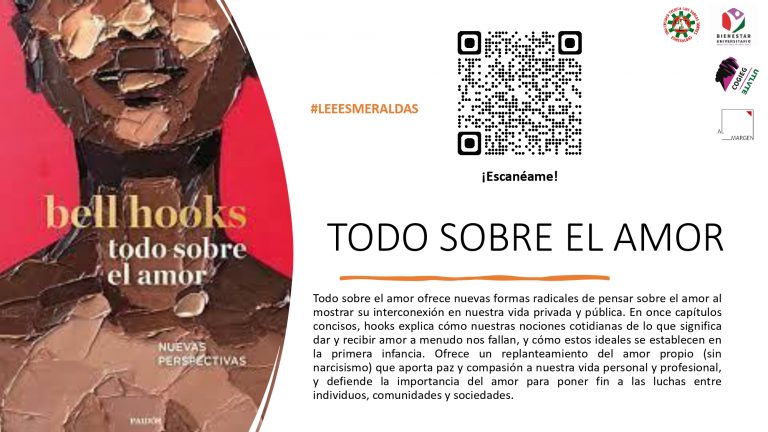 bell hooks
todo sobre
el amor
NUEVAS
PERSPECTIVAS
PAIDÓS
#LEEESMERALDAS
¡Escanéame!
BIENESTAR
UNIVERSITARIO
COGIEG
UTLVTE
AL
MARGEN
TODO SOBRE EL AMOR
Todo sobre el amor ofrece nuevas formas radicales de pensar sobre el amor al
mostrar su interconexión en nuestra vida privada y pública. En once capítulos
concisos, hooks explica cómo nuestras nociones cotidianas de lo que significa
dar y recibir amor a menudo nos fallan, y cómo estos ideales se establecen en
la primera infancia. Ofrece un replanteamiento del amor propio (sin
narcisismo) que aporta paz y compasión a nuestra vida personal y profesional,
y defiende la importancia del amor para poner fin a las luchas entre
individuos, comunidades y sociedades.